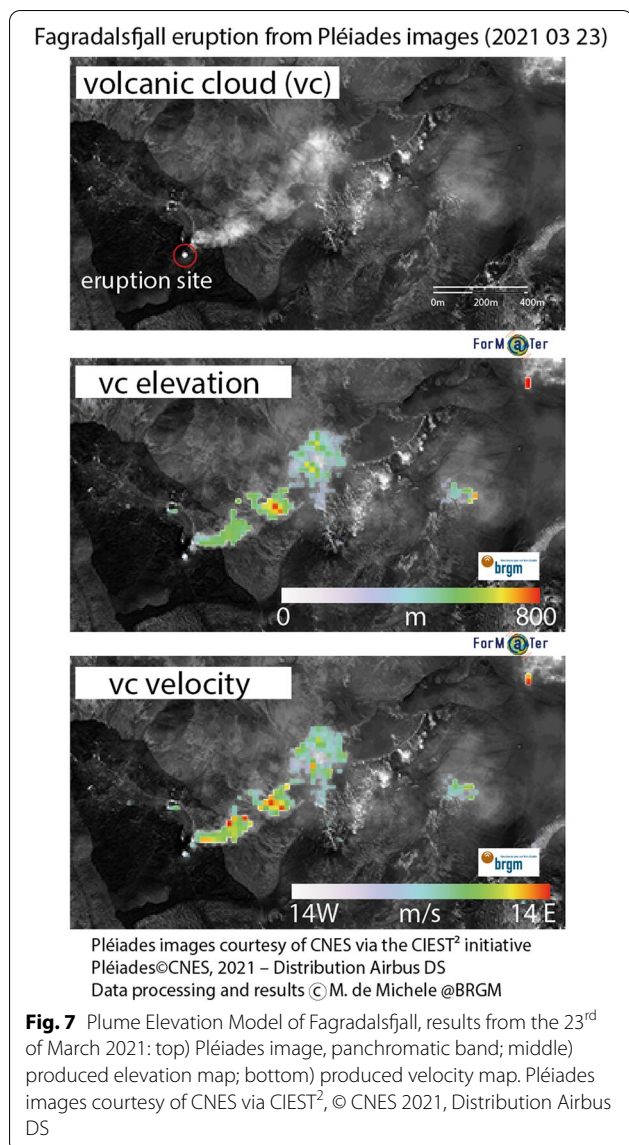 Fagradalsfjall eruption from Pléiades images (2021 03 23)
volcanic cloud (vc)
eruption site
0m 200m 400m
ForM@Ter
vc elevation
brgm
0 m 800
ForM@Ter
vc velocity
brgm
14W m/s 14 E
Pléiades images courtesy of CNES via the CIEST² initiative
Pléiades©CNES, 2021 – Distribution Airbus DS
Data processing and results © M. de Michele @BRGM
Fig. 7 Plume Elevation Model of Fagradalsfjall, results from the 23rd
of March 2021: top) Pléiades image, panchromatic band; middle)
produced elevation map; bottom) produced velocity map. Pléiades
images courtesy of CNES via CIEST², © CNES 2021, Distribution Airbus
DS